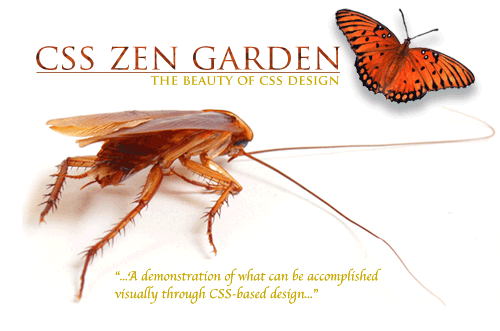 CSS ZEN GARDEN
THE BEAUTY OF CSS DESIGN
"...A demonstration of what can be accomplished
visually through CSS-based design..."